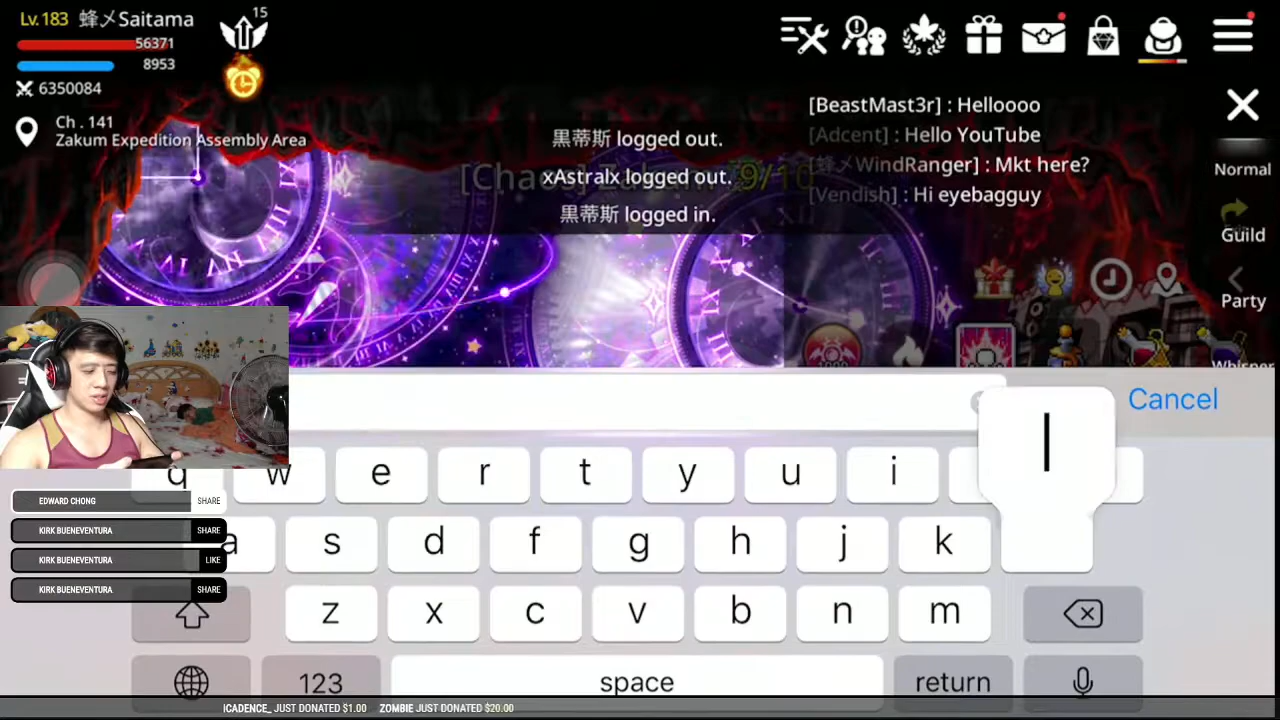 Lv.183 蜂メSaitama
15
56371
8953
6350084
Ch . 141
Zakum Expedition Assembly Area
[BeastMast3r] : Helloooo
[Adcent] : Hello YouTube
[蜂メWindRanger] : Mkt here?
[Vendish] : Hi eyebagguy
黒蒂斯 logged out.
xAstralx logged out.
黒蒂斯 logged in.
[Chaos] Zakum 9/10
Normal
Guild
Party
Whisper
Cancel
q w e r t y u i
l
a s d f g h j k
z x c v b n m
123 space return
EDWARD CHONG SHARE
KIRK BUENEVENTURA SHARE
KIRK BUENEVENTURA LIKE
KIRK BUENEVENTURA SHARE
ICADENCE_ JUST DONATED $1.00 ZOMBIE JUST DONATED $20.00